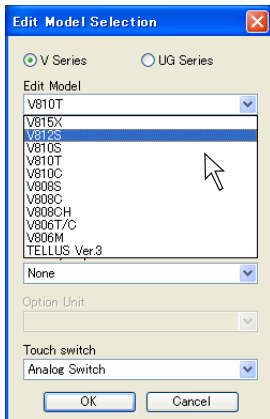 Edit Model Selection
V Series
UG Series
Edit Model
V810T
V815X
V812S
V810S
V810T
V810C
V808S
V808C
V808CH
V806T/C
V806M
TELLUS Ver.3
None
Option Unit
Touch switch
Analog Switch
OK
Cancel